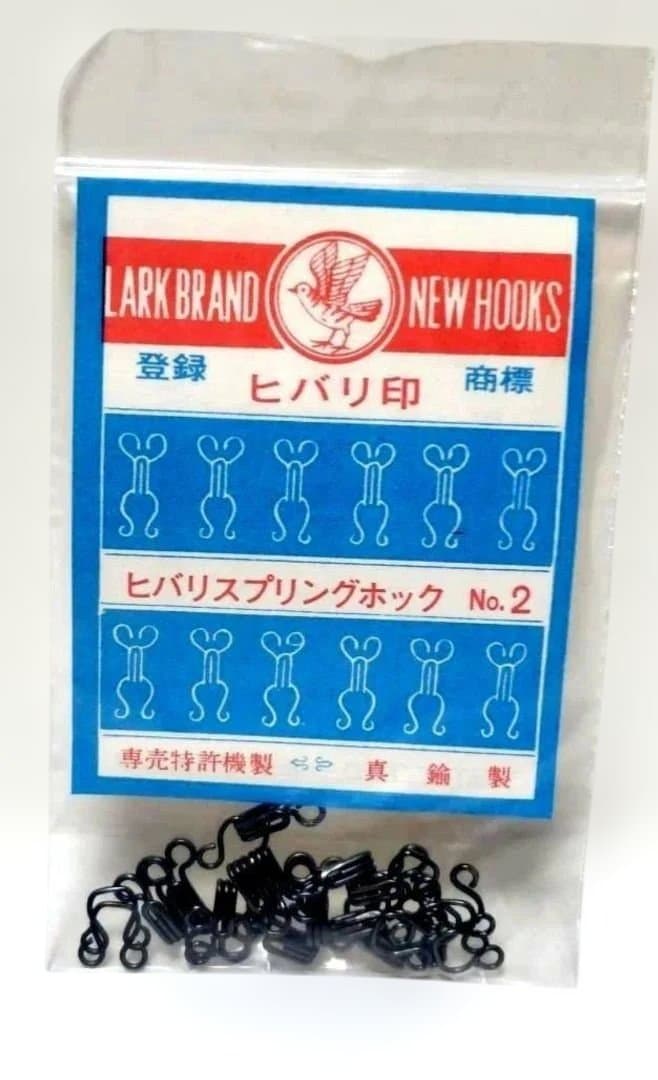 LARK BRAND NEW HOOKS
登録 商標
ヒバリ印
ヒバリスプリングホック No.2
専売特許機製 真鍮製